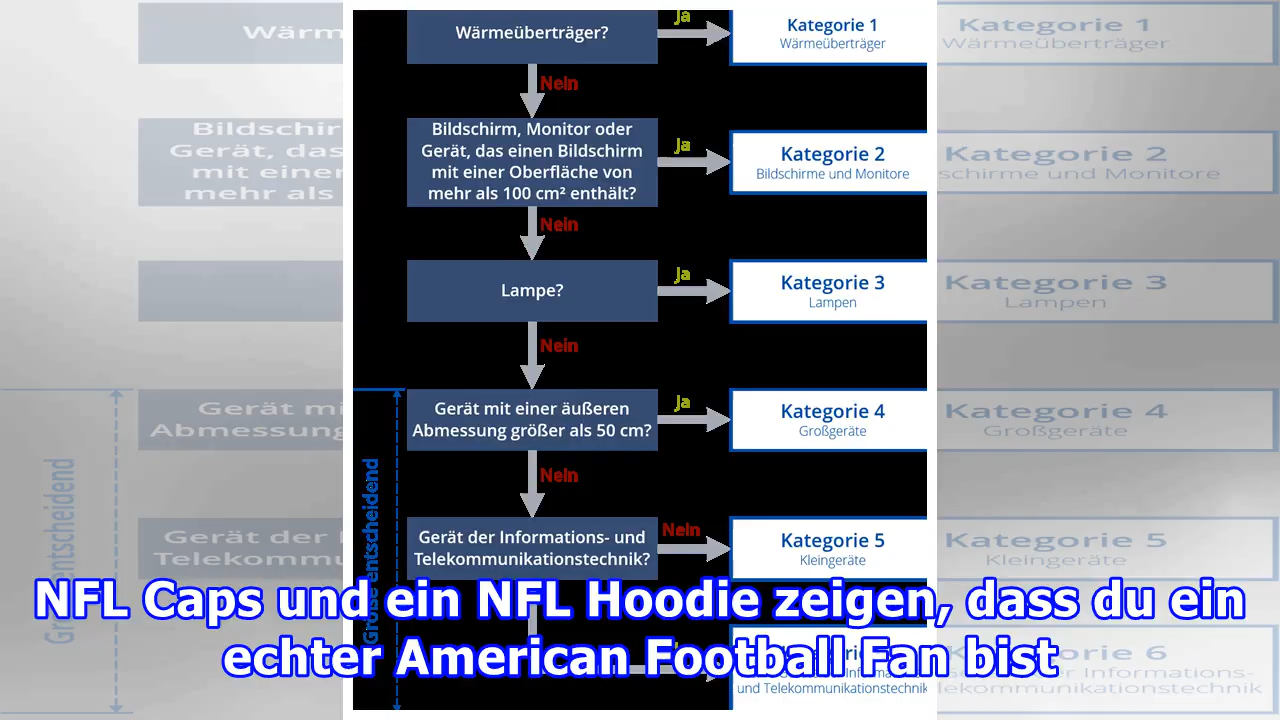 Wärmeüberträger?
Ja
Kategorie 1
Wärmeüberträger
Nein
Bildschirm, Monitor oder
Gerät, das einen Bildschirm
mit einer Oberfläche von
mehr als 100 cm² enthält?
Ja
Kategorie 2
Bildschirme und Monitore
Nein
Lampe?
Ja
Kategorie 3
Lampen
Nein
Gerät mit einer äußeren
Abmessung größer als 50 cm?
Ja
Kategorie 4
Großgeräte
Nein
Gerät der Informations- und
Telekommunikationstechnik?
Nein
Kategorie 5
Kleingeräte
Größe entscheidend
NFL Caps und ein NFL Hoodie zeigen, dass du ein
echter American Football Fan bist
und Telekommunikationstechnik